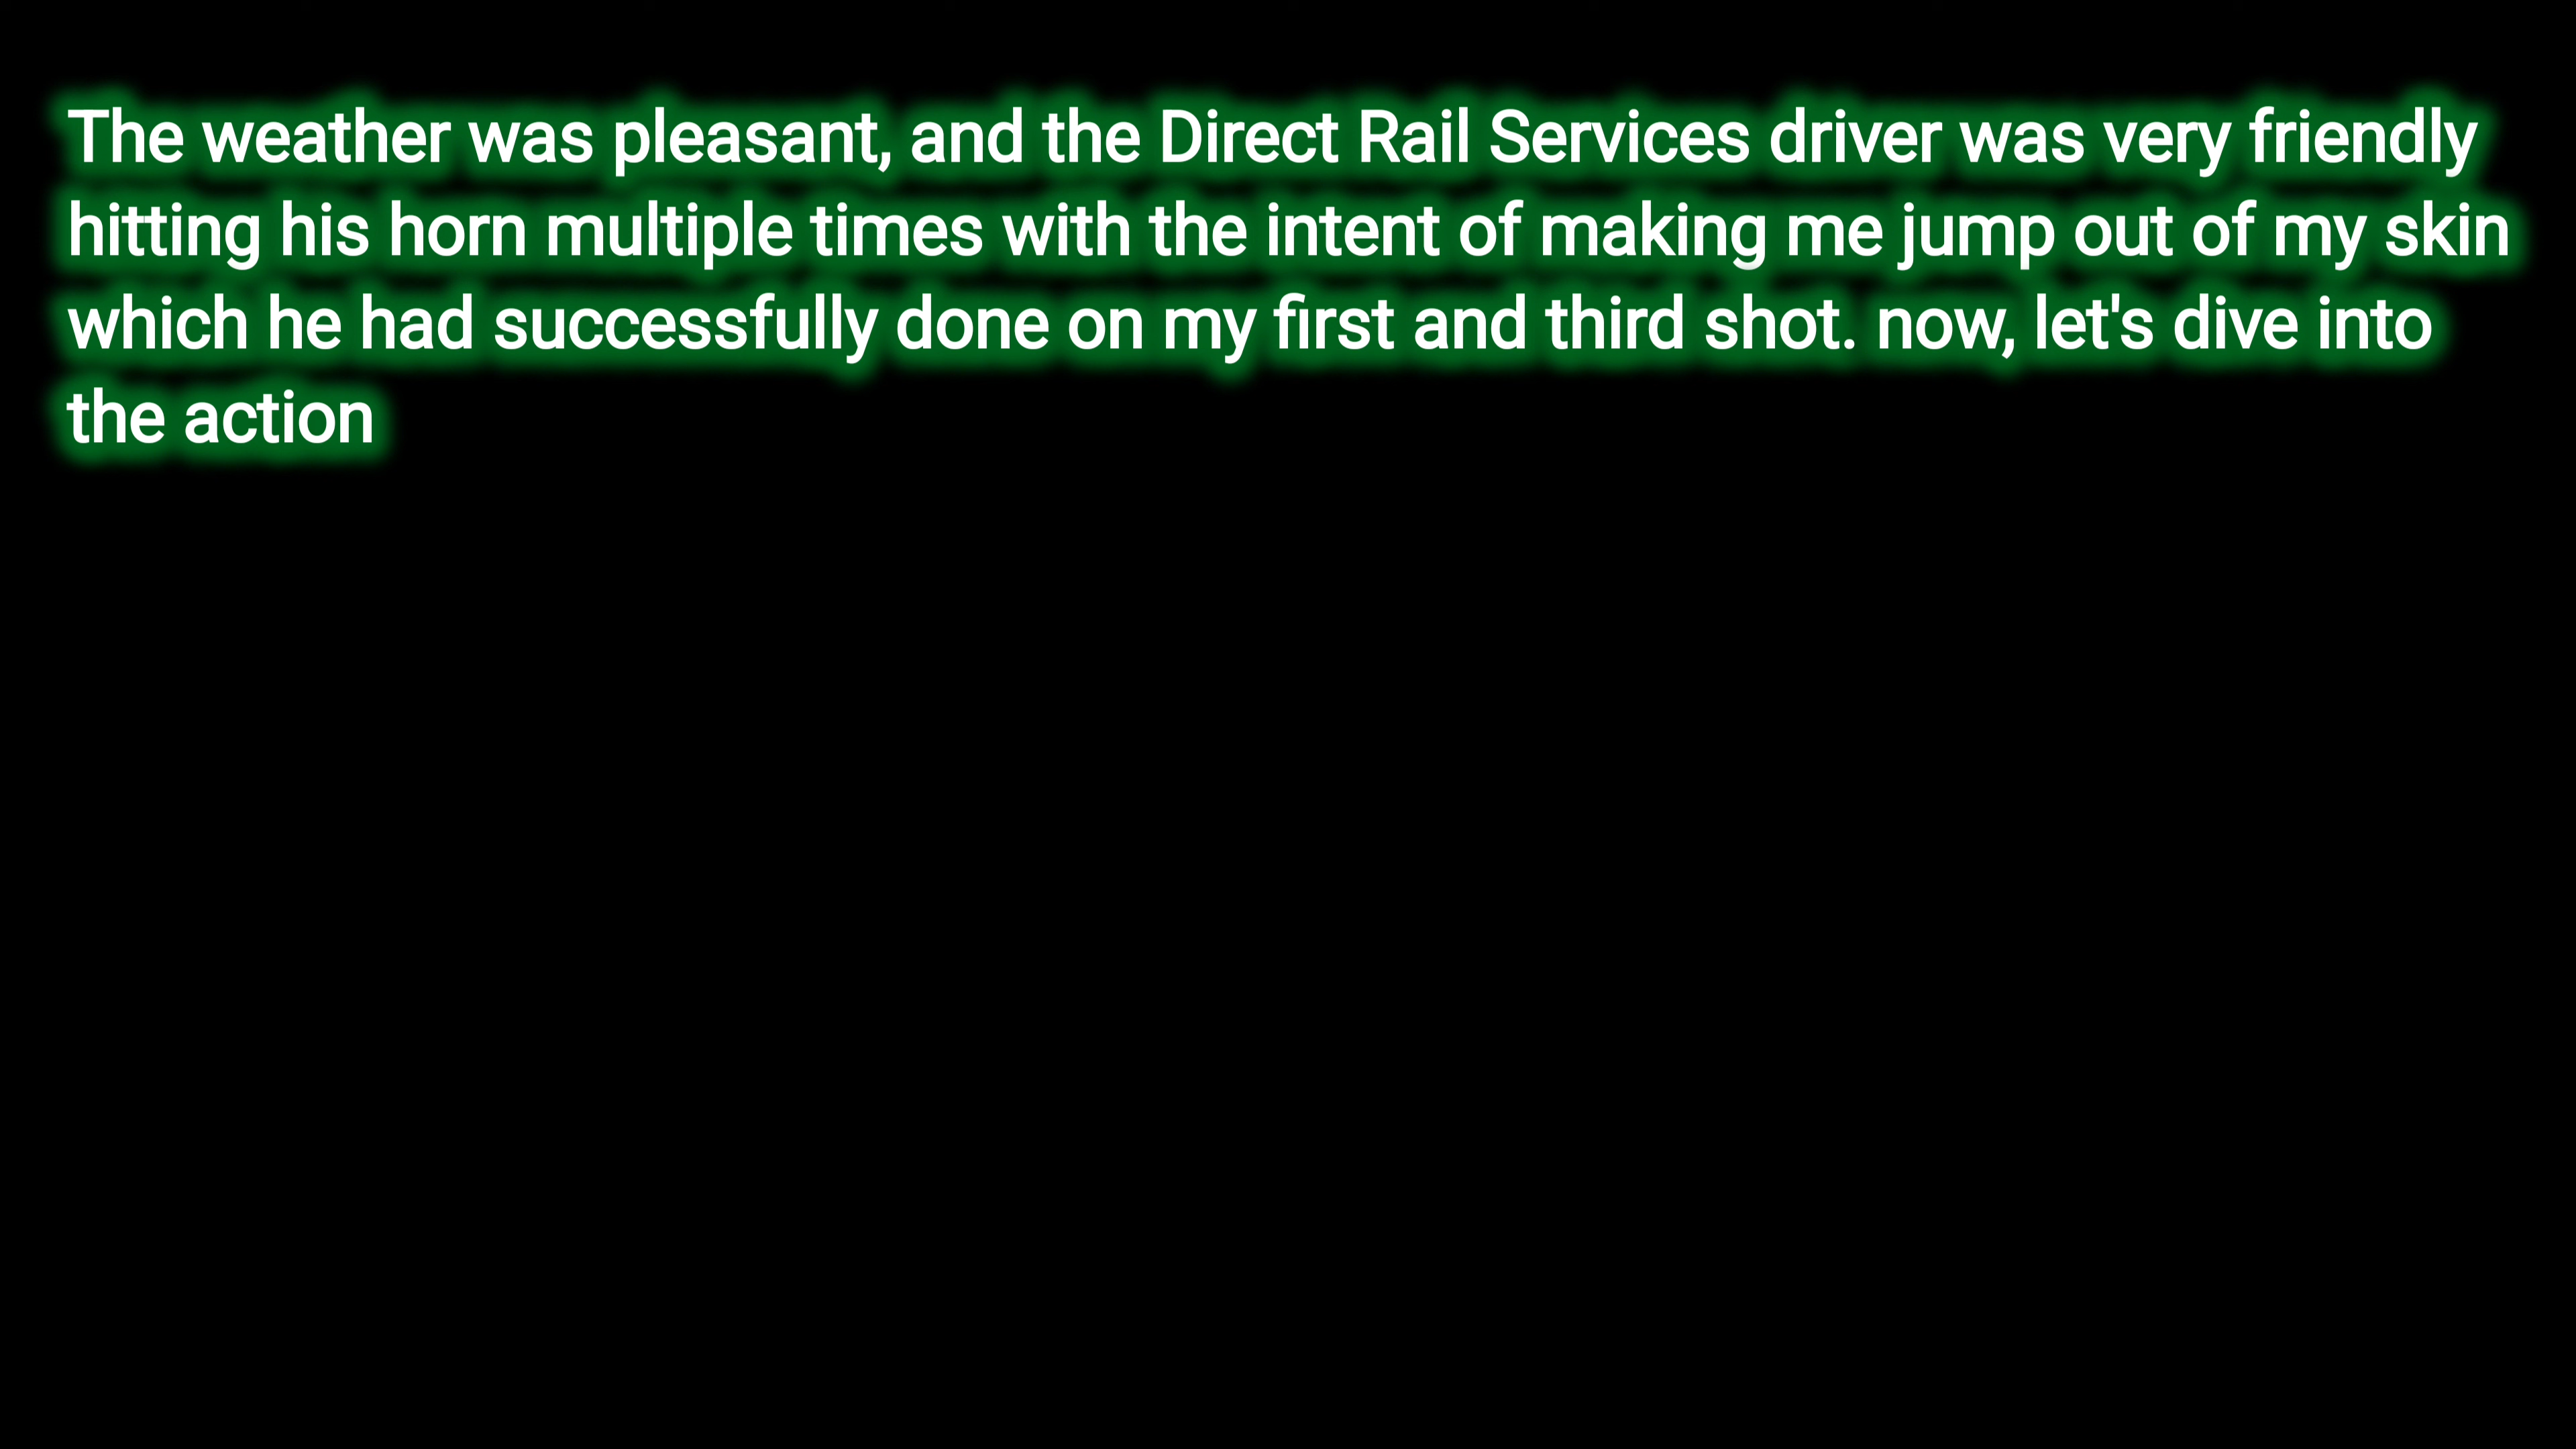 The weather was pleasant, and the Direct Rail Services driver was very friendly
hitting his horn multiple times with the intent of making me jump out of my skin
which he had successfully done on my first and third shot. now, let's dive into
the action